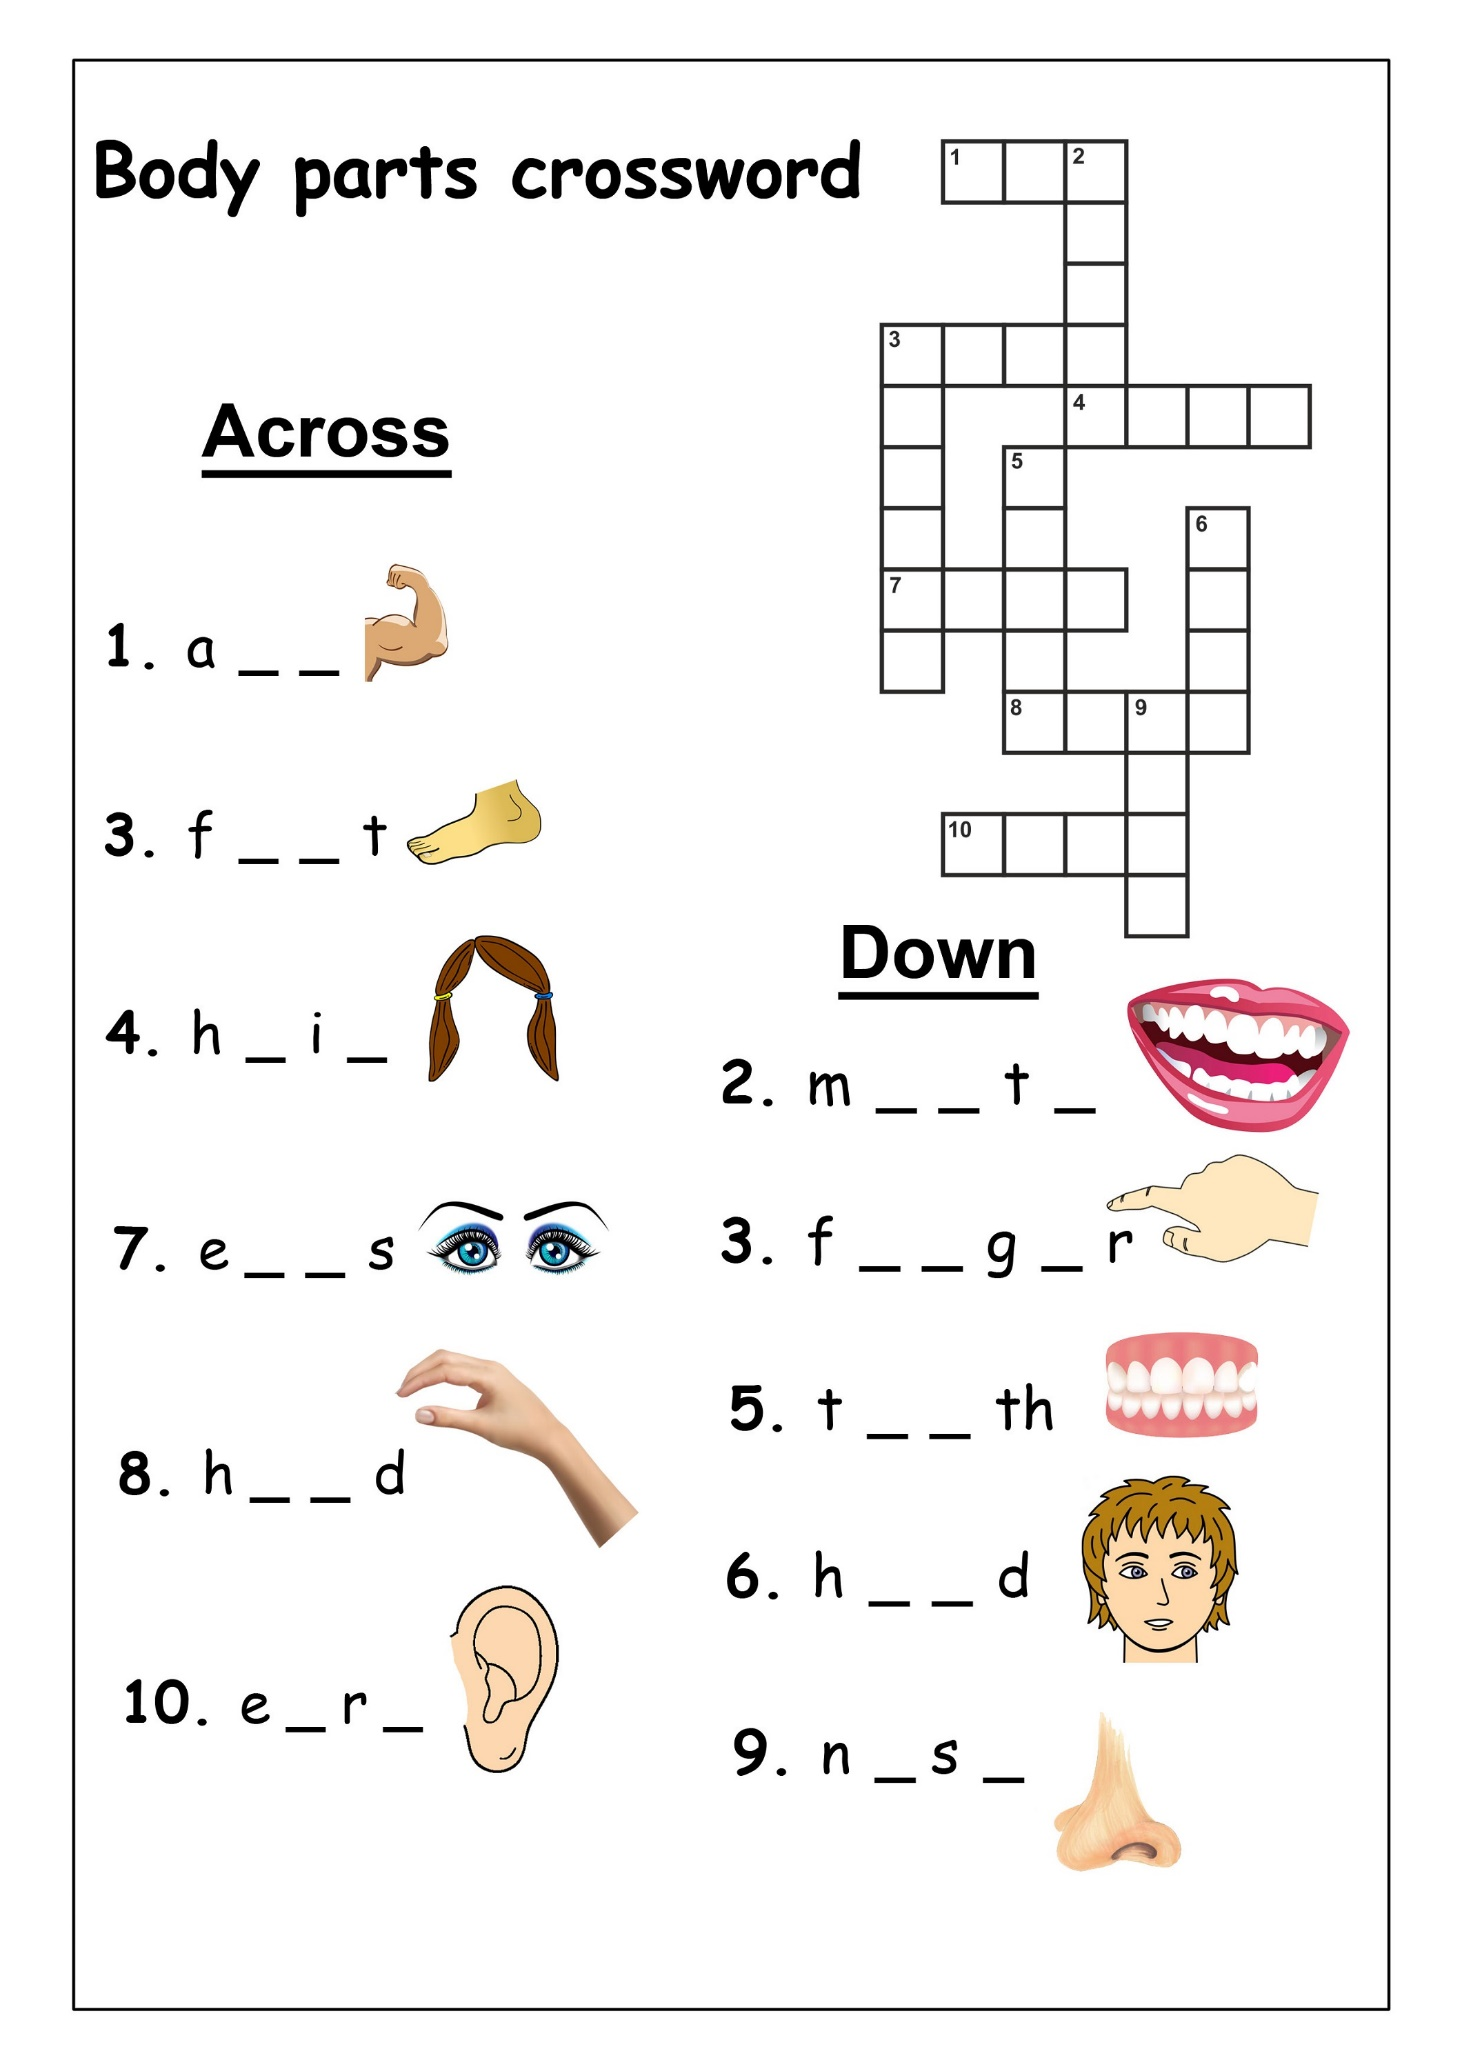 Body parts crossword
1
2
3
4
5
6
7
8
9
10
Across
1. a _ _
3. f _ _ t
4. h _ i _
7. e _ _ s
8. h _ _ d
10. e _ r _
Down
2. m _ _ t _
3. f _ _ g _ r
5. t _ _ th
6. h _ _ d
9. n _ s _